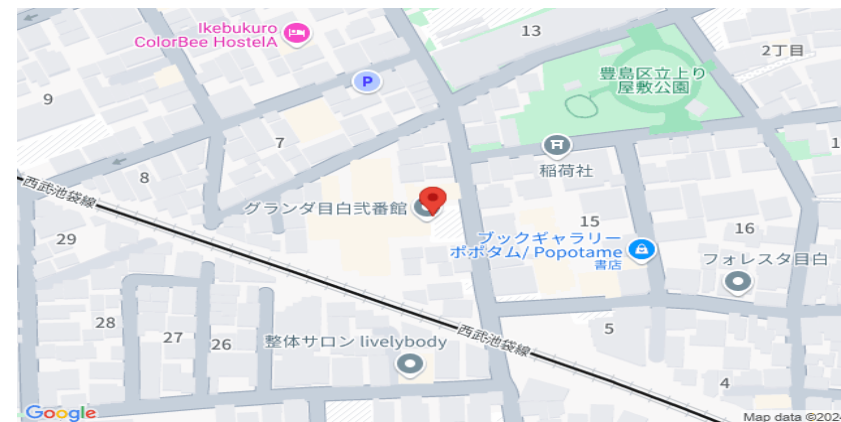 Ikebukuro
ColorBee HostelA
13
2丁目
豊島区立上り
屋敷公園
P
9
7
稲荷社
8
西武池袋線
グランダ目白弐番館
15
16
ブックギャラリー
ポポタム/ Popotame
書店
フォレスタ目白
29
28
27
26
整体サロン livelybody
西武池袋線
5
4
Google
Map data ©2024